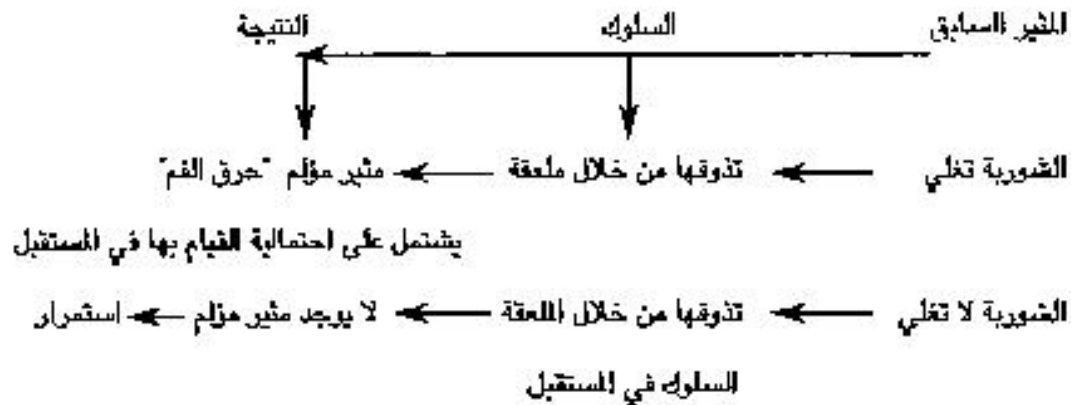 المثير السابق السلوك النتيجة
الشوربة تغلي تذوقها من خلال ملعقة مثير مؤلم "حرق الفم"
يشتمل على احتمالية القيام بها في المستقبل
الشوربة لا تغلي تذوقها من خلال الملعقة لا يوجد مثير مؤلم استمرار
السلوك في المستقبل